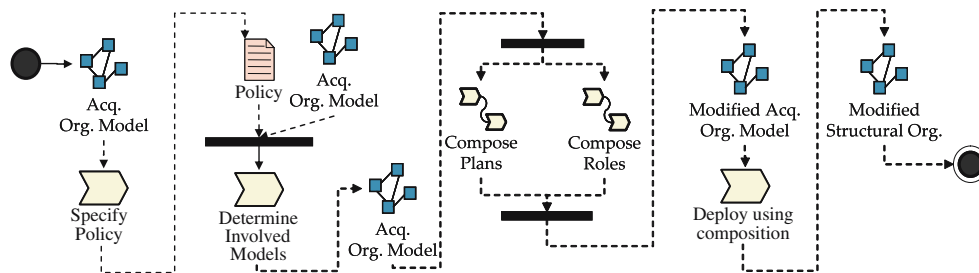 Acq.
Org. Model
Specify
Policy
Policy
Acq.
Org. Model
Determine
Involved
Models
Acq.
Org. Model
Compose
Plans
Compose
Roles
Modified Acq.
Org. Model
Deploy using
composition
Modified
Structural Org.